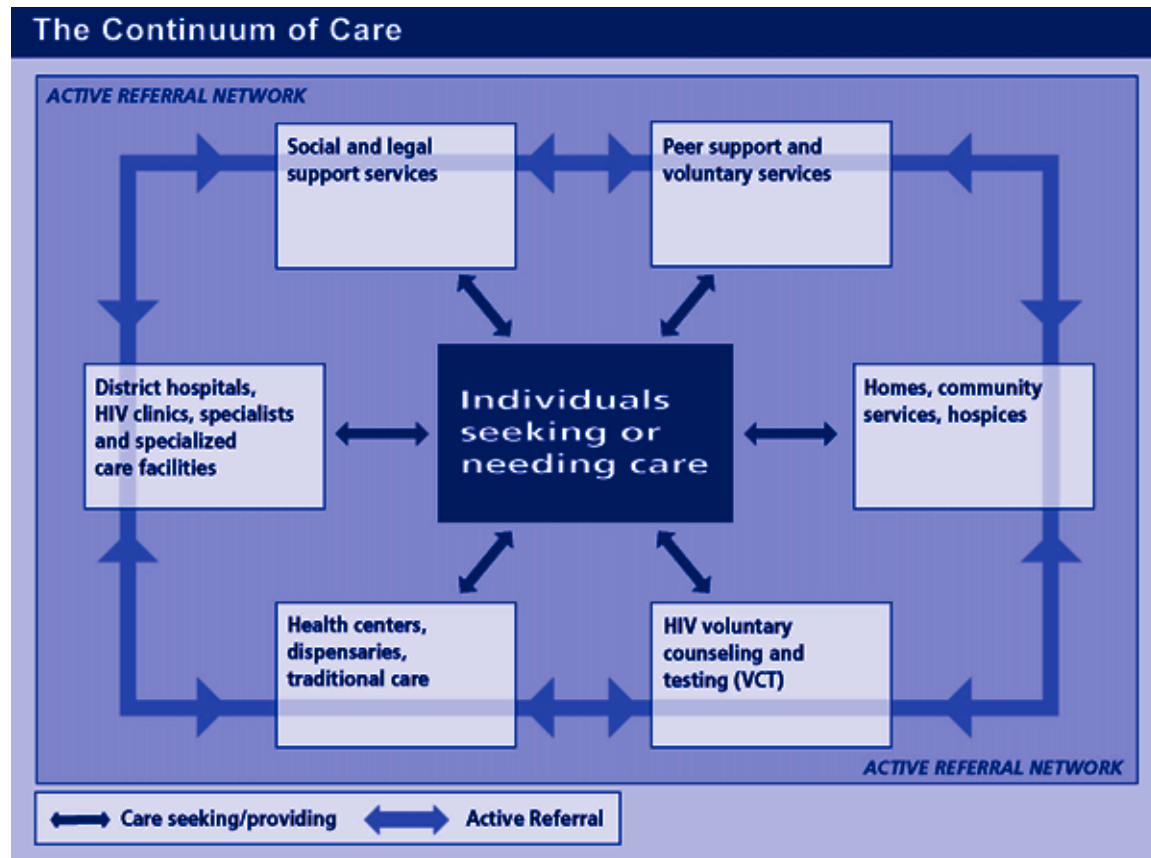 The Continuum of Care
ACTIVE REFERRAL NETWORK
Social and legal
support services
Peer support and
voluntary services
District hospitals,
HIV clinics, specialists
and specialized
care facilities
Individuals
seeking or
needing care
Homes, community
services, hospices
Health centers,
dispensaries,
traditional care
HIV voluntary
counseling and
testing (VCT)
ACTIVE REFERRAL NETWORK
Care seeking/providing
Active Referral